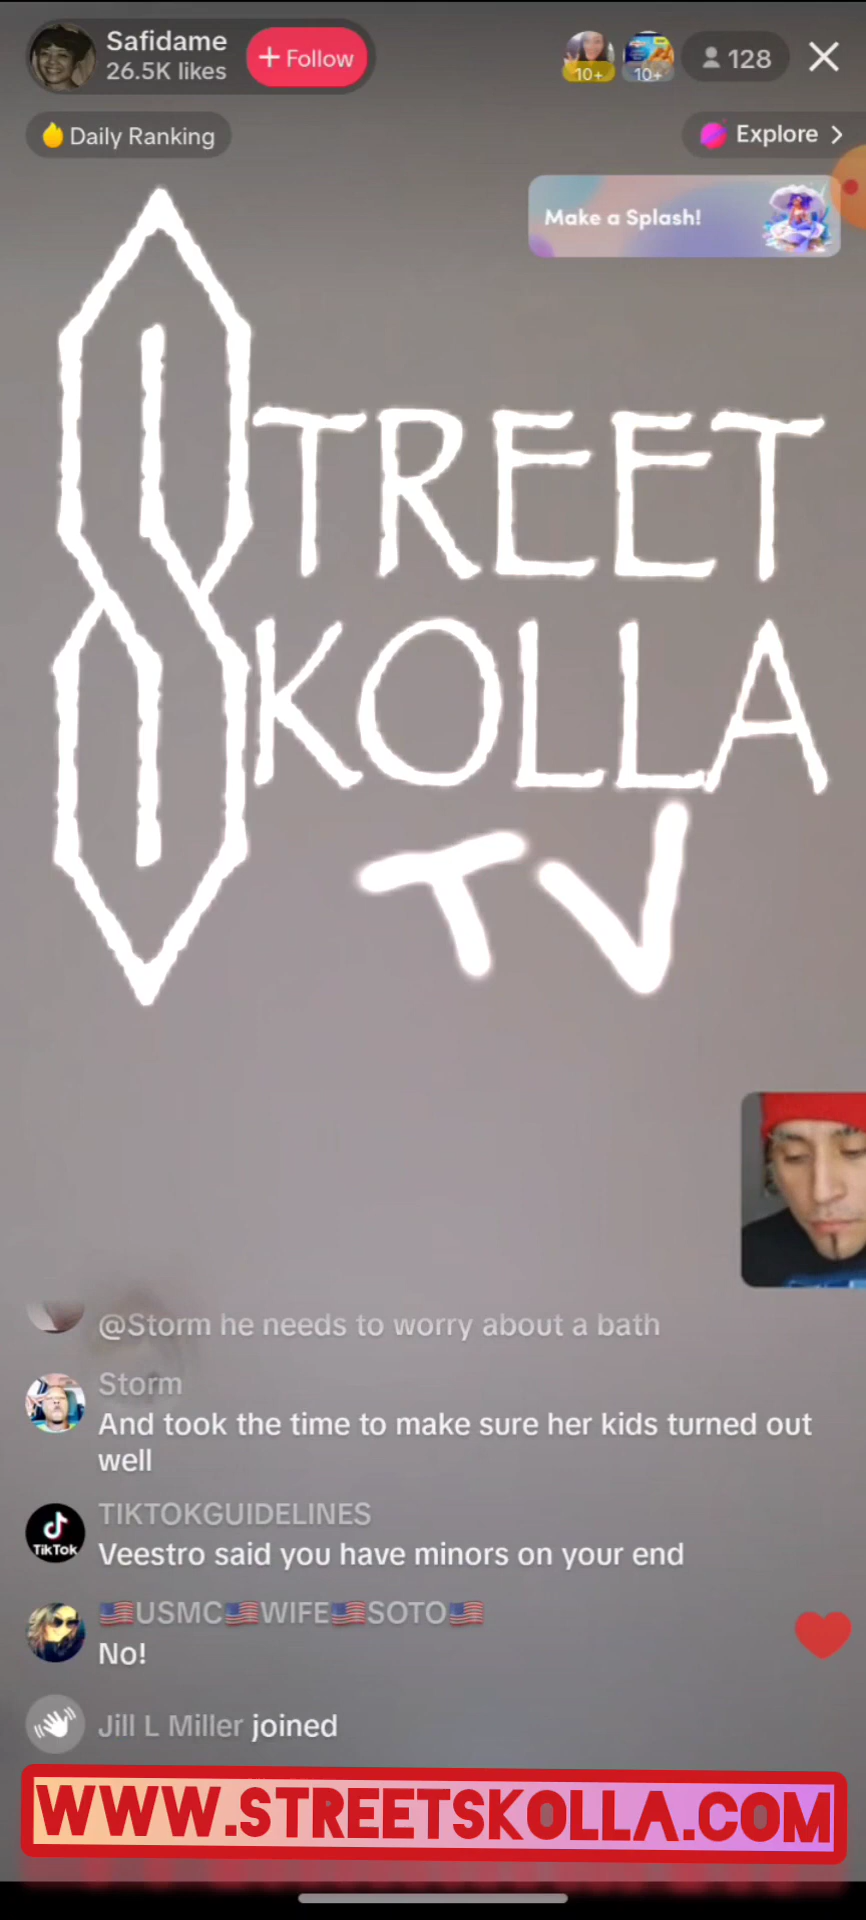 Safidame
26.5K likes
+ Follow
10+
10+
128
Daily Ranking
Explore
Make a Splash!
STREET
SKOLLA
TV
@Storm he needs to worry about a bath
Storm
And took the time to make sure her kids turned out
well
TIKTOKGUIDELINES
TikTok
Veestro said you have minors on your end
🇺🇸USMC🇺🇸WIFE🇺🇸SOTO🇺🇸
No!
Jill L Miller joined
WWW.STREETSKOLLA.COM